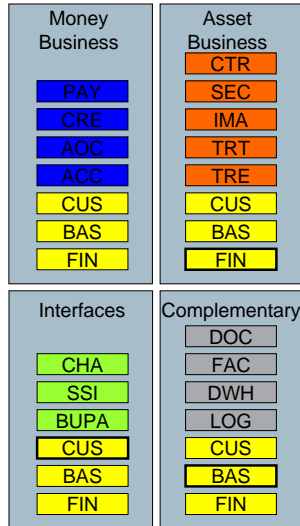 Money
Business
PAY
CRE
AOC
ACC
CUS
BAS
FIN
Asset
Business
CTR
SEC
IMA
TRT
TRE
CUS
BAS
FIN
Interfaces
CHA
SSI
BUPA
CUS
BAS
FIN
Complementary
DOC
FAC
DWH
LOG
CUS
BAS
FIN